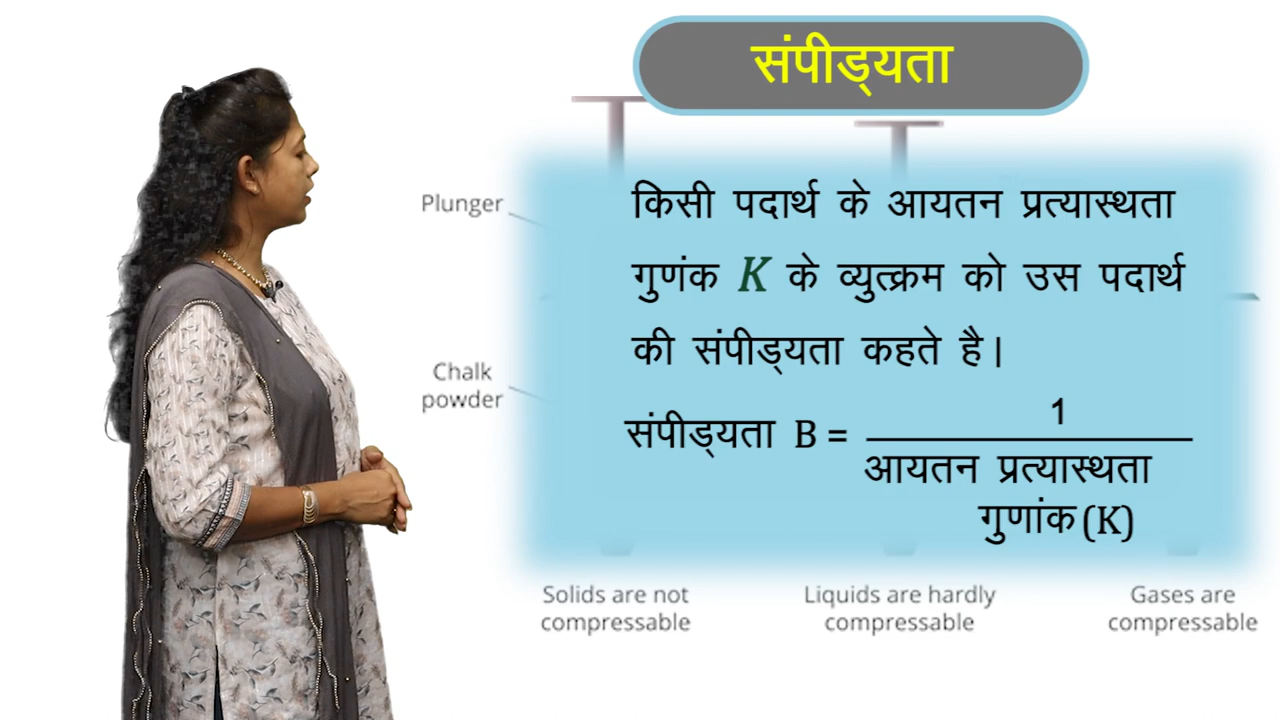 संपीड्यता
Plunger
किसी पदार्थ के आयतन प्रत्यास्थता
गुणंक K के व्युत्क्रम को उस पदार्थ
की संपीड्यता कहते है।
Chalk
powder
संपीड्यता B = 1
आयतन प्रत्यास्थता
गुणांक (K)
Solids are not
compressable
Liquids are hardly
compressable
Gases are
compressable